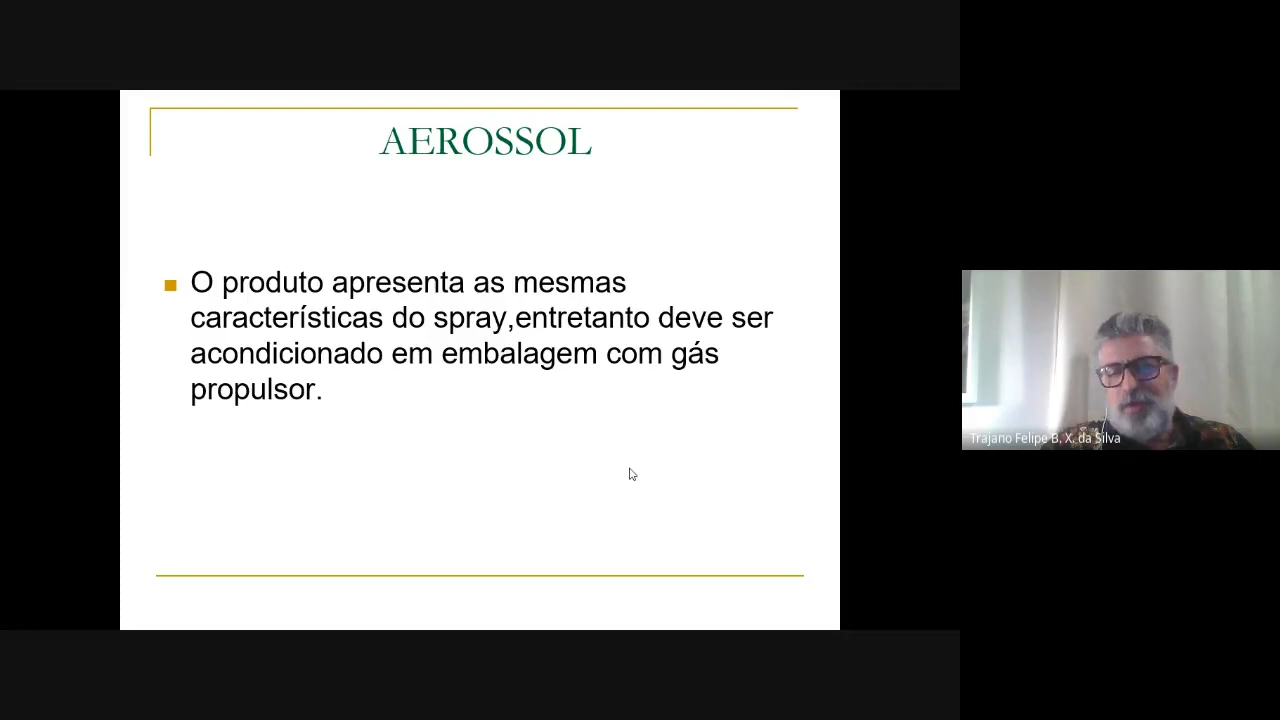 AEROSSOL
O produto apresenta as mesmas
características do spray,entretanto deve ser
acondicionado em embalagem com gás
propulsor.
Trajano Felipe B. X. da Silva